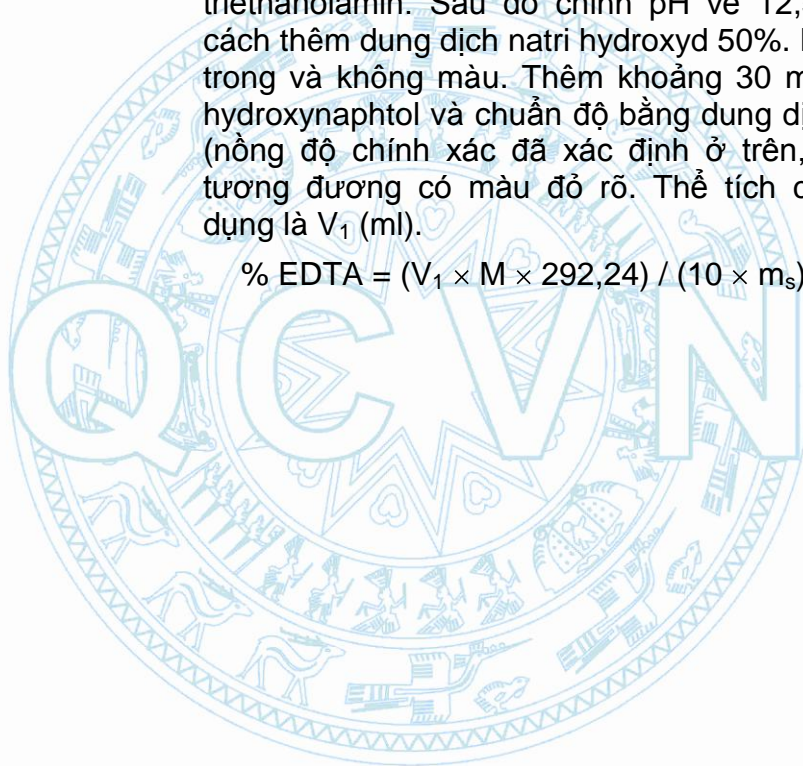 triethanolamin. Sau đó chỉnh pH về 12,
cách thêm dung dịch natri hydroxyd 50%.
trong và không màu. Thêm khoảng 30 m
hydroxynaphtol và chuẩn độ bằng dung d
(nồng độ chính xác đã xác định ở trên,
tương đương có màu đỏ rõ. Thể tích
dụng là V₁ (ml).
% EDTA = (V₁ × M × 292,24) / (10 × mₛ)
QCVN